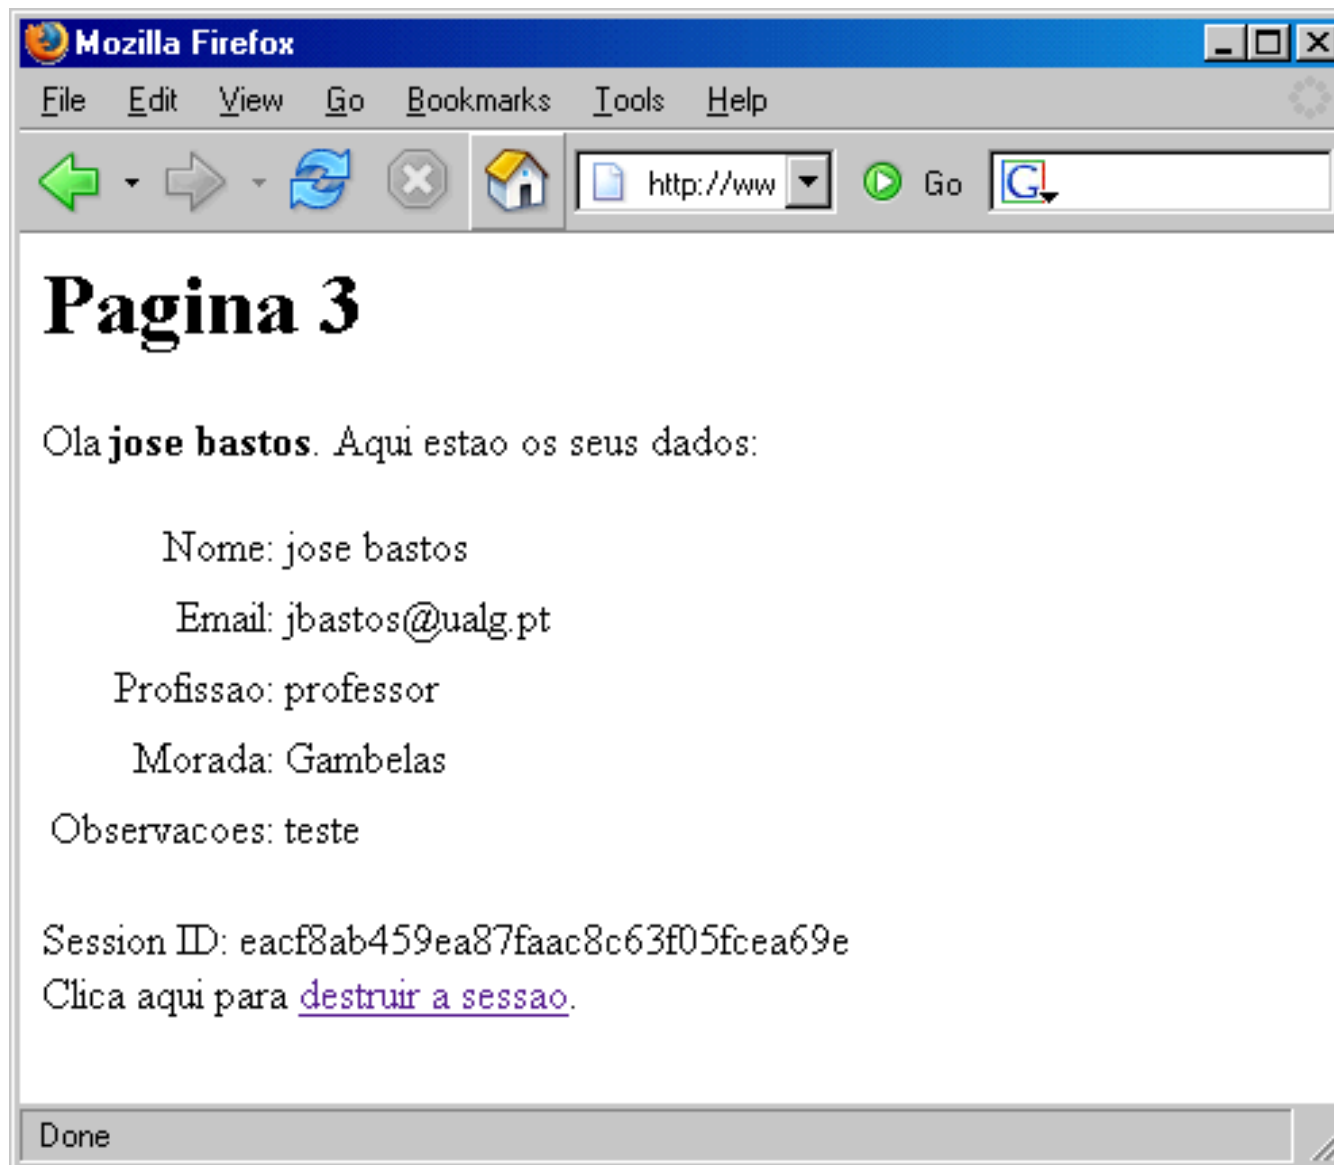 Mozilla Firefox
File Edit View Go Bookmarks Tools Help
http://ww Go G
Pagina 3
Ola jose bastos. Aqui estao os seus dados:
Nome: jose bastos
Email: jbastos@ualg.pt
Profissao: professor
Morada: Gambelas
Observacoes: teste
Session ID: eacf8ab459ea87faac8c63f05fcea69e
Clica aqui para destruir a sessao.
Done